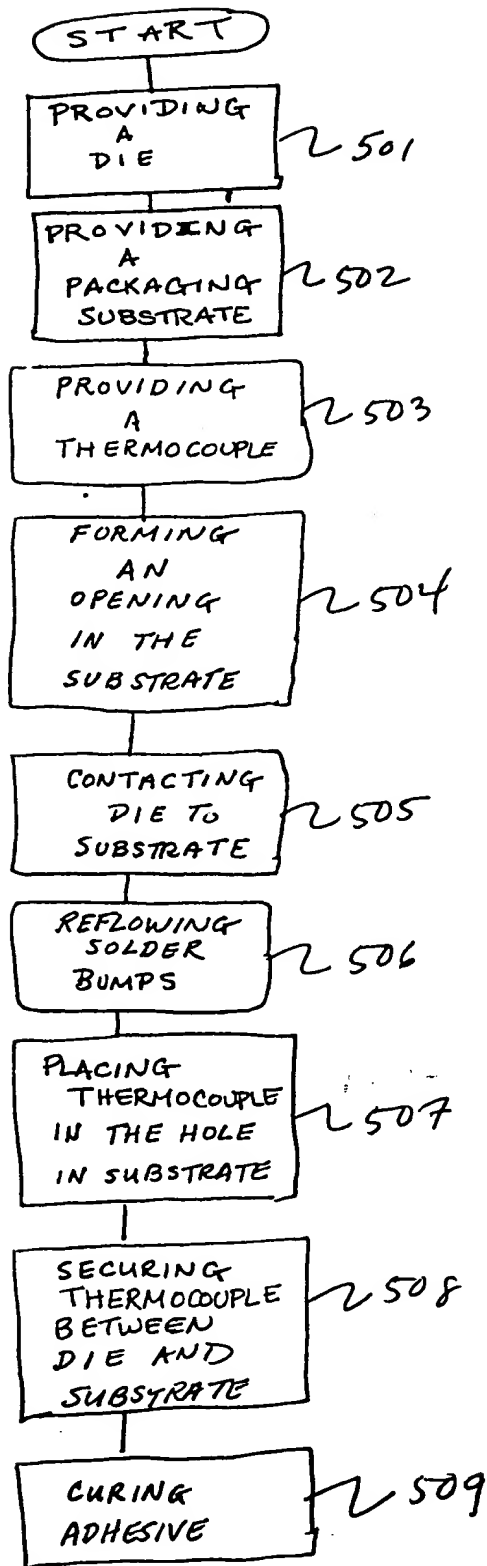 START
PROVIDING
A
DIE
501
PROVIDING
A
PACKAGING
SUBSTRATE
502
PROVIDING
A
THERMOCOUPLE
503
FORMING
AN
OPENING
IN THE
SUBSTRATE
504
CONTACTING
DIE TO
SUBSTRATE
505
REFLOWING
SOLDER
BUMPS
506
PLACING
THERMOCOUPLE
IN THE HOLE
IN SUBSTRATE
507
SECURING
THERMOCOUPLE
BETWEEN
DIE AND
SUBSYRATE
508
CURING
ADHESIVE
509